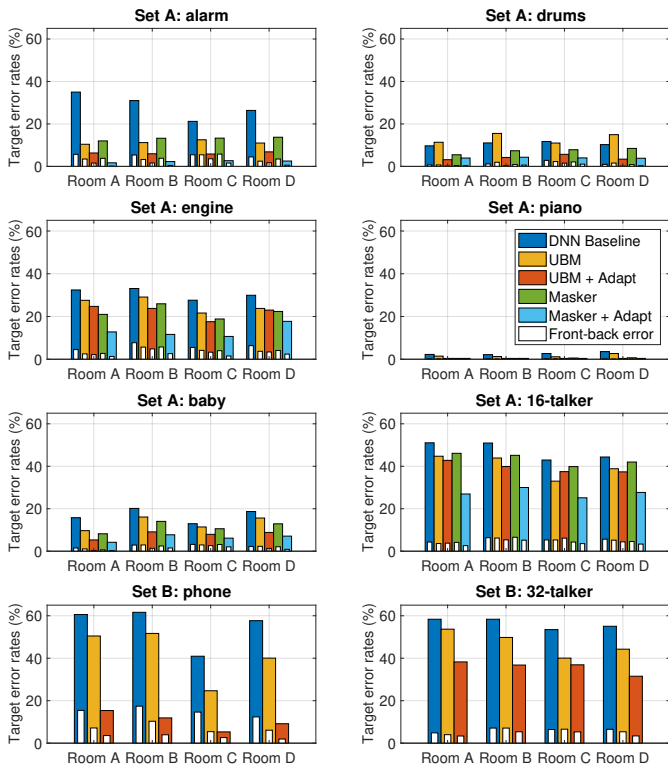 Set A: alarm
Target error rates (%)
60
40
20
0
Room A Room B Room C Room D
Set A: drums
Target error rates (%)
60
40
20
0
Room A Room B Room C Room D
Set A: engine
Target error rates (%)
60
40
20
0
Room A Room B Room C Room D
Set A: piano
Target error rates (%)
60
40
20
0
DNN Baseline
UBM
UBM + Adapt
Masker
Masker + Adapt
Front-back error
Room A Room B Room C Room D
Set A: baby
Target error rates (%)
60
40
20
0
Room A Room B Room C Room D
Set A: 16-talker
Target error rates (%)
60
40
20
0
Room A Room B Room C Room D
Set B: phone
Target error rates (%)
60
40
20
0
Room A Room B Room C Room D
Set B: 32-talker
Target error rates (%)
60
40
20
0
Room A Room B Room C Room D